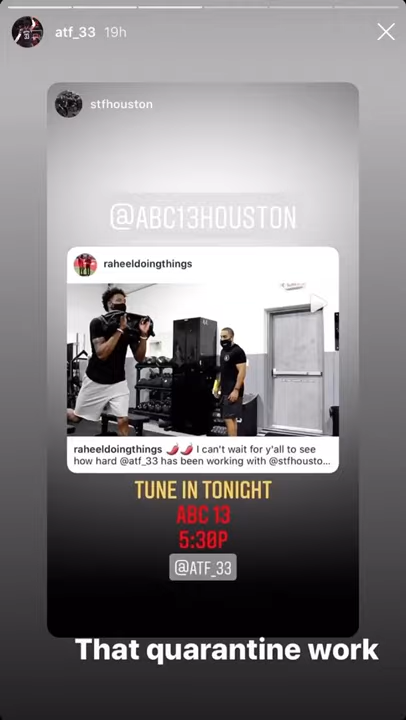 atf_33 19h
stfhouston
@ABC13HOUSTON
raheeldoingthings
raheeldoingthings 🌶️🌶️ I can't wait for y'all to see
how hard @atf_33 has been working with @stfhousto...
TUNE IN TONIGHT
ABC 13
5:30P
@ATF_33
That quarantine work